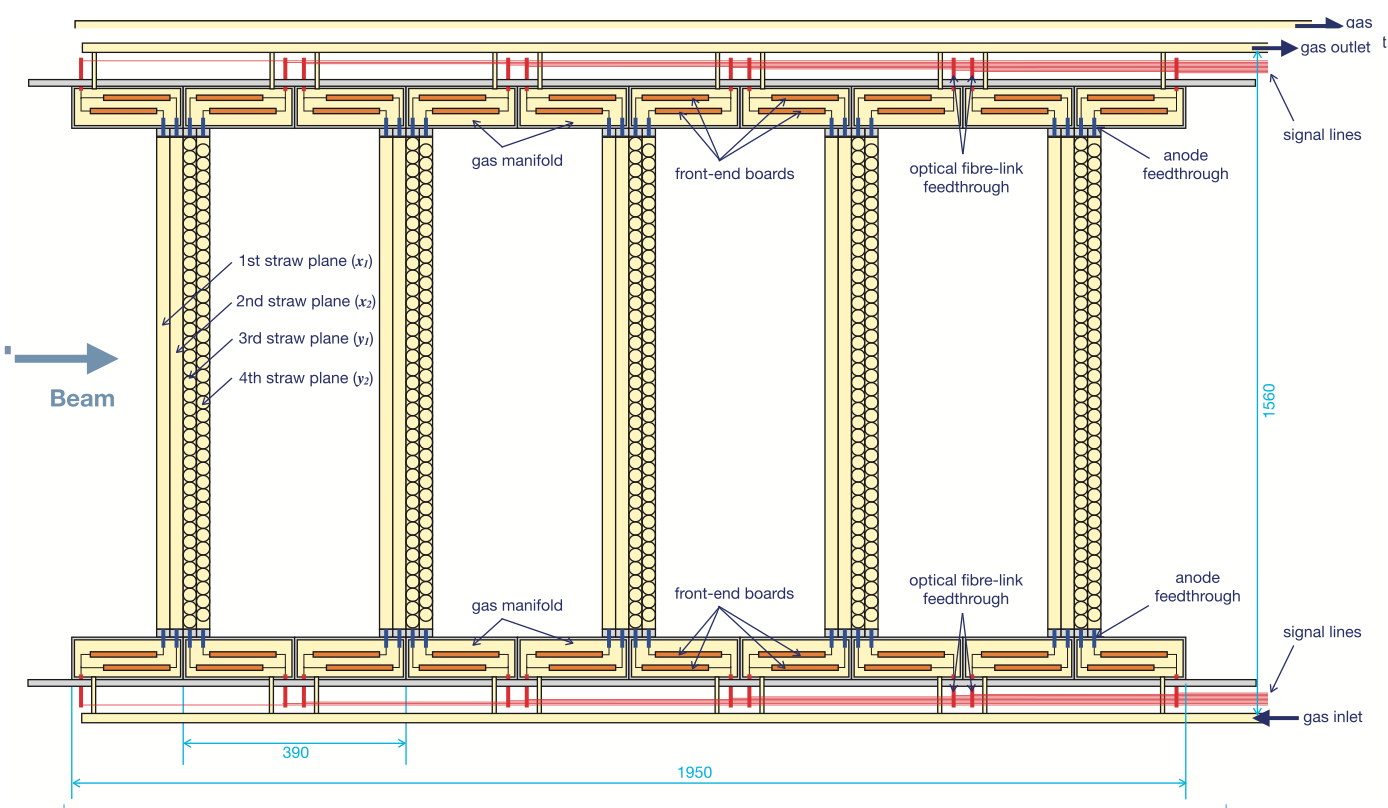 gas
gas outlet t
signal lines
gas manifold
front-end boards
optical fibre-link
feedthrough
anode
feedthrough
1st straw plane (x1)
2nd straw plane (x2)
3rd straw plane (y1)
4th straw plane (y2)
Beam
1560
gas manifold
front-end boards
optical fibre-link
feedthrough
anode
feedthrough
signal lines
gas inlet
390
1950